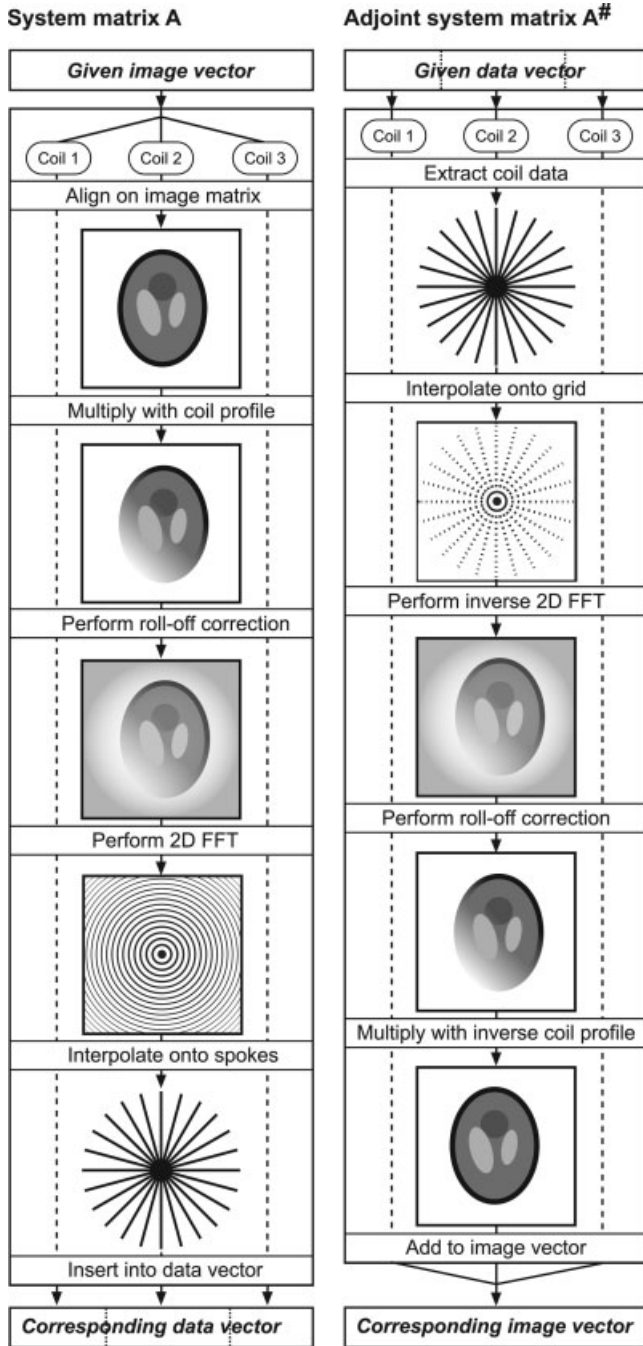 System matrix A
Given image vector
Coil 1
Coil 2
Coil 3
Align on image matrix
Multiply with coil profile
Perform roll-off correction
Perform 2D FFT
Interpolate onto spokes
Insert into data vector
Corresponding data vector
Adjoint system matrix A#
Given data vector
Coil 1
Coil 2
Coil 3
Extract coil data
Interpolate onto grid
Perform inverse 2D FFT
Perform roll-off correction
Multiply with inverse coil profile
Add to image vector
Corresponding image vector